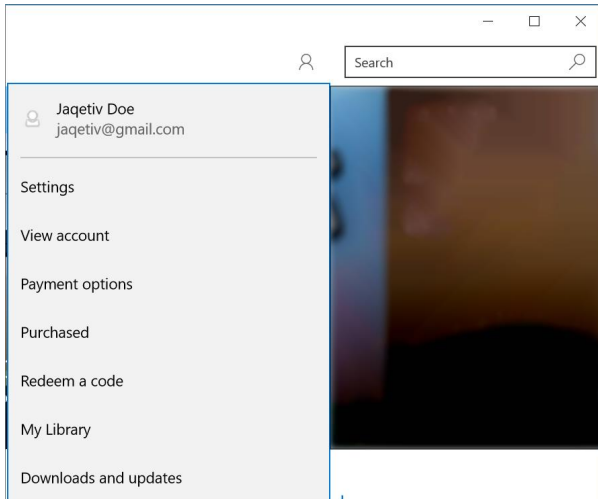 Search
Jaqetiv Doe
jaqetiv@gmail.com
Settings
View account
Payment options
Purchased
Redeem a code
My Library
Downloads and updates